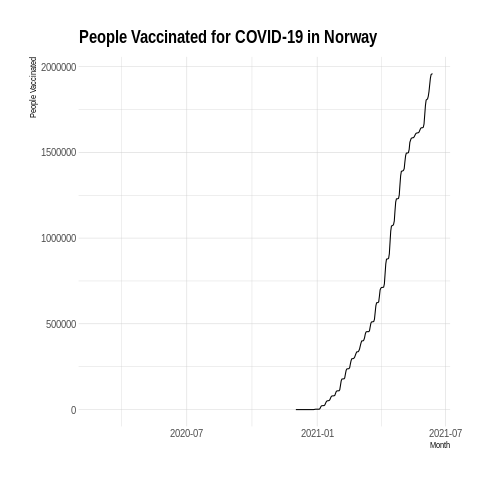 People Vaccinated for COVID-19 in Norway
People Vaccinated
2000000
1500000
1000000
500000
0
2020-07
2021-01
2021-07
Month